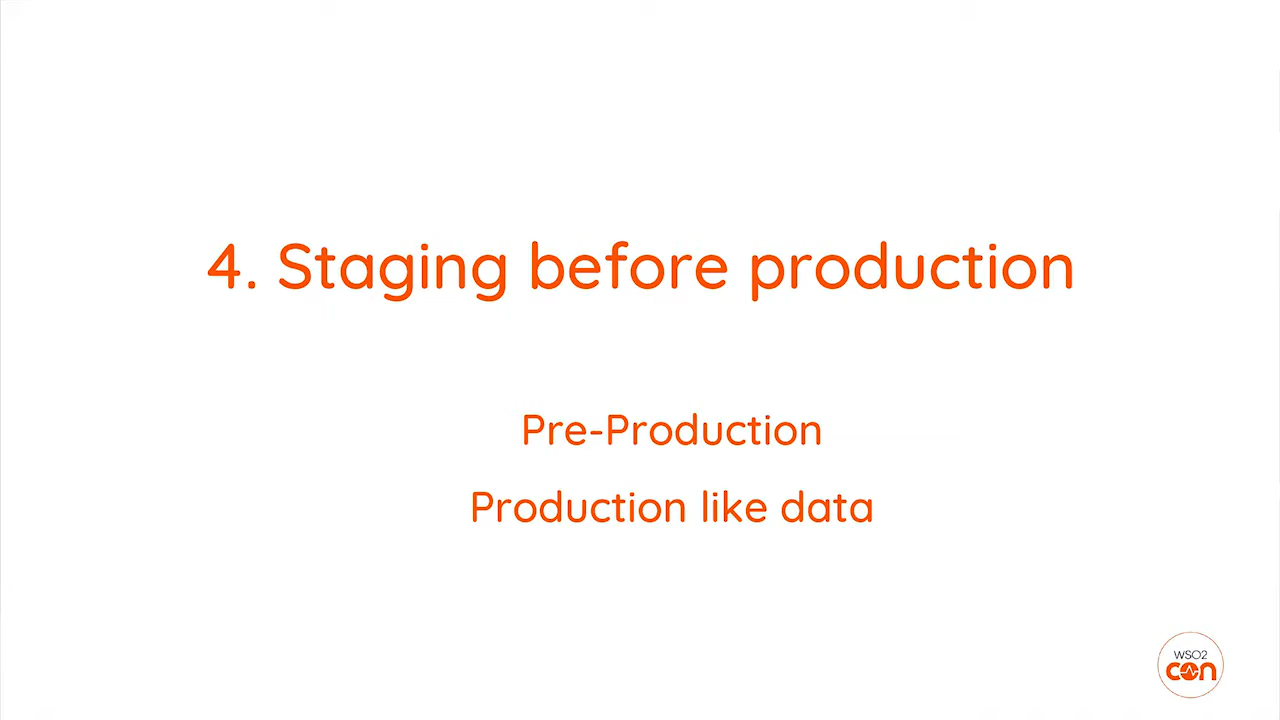 4. Staging before production
Pre-Production
Production like data
WSO2
con